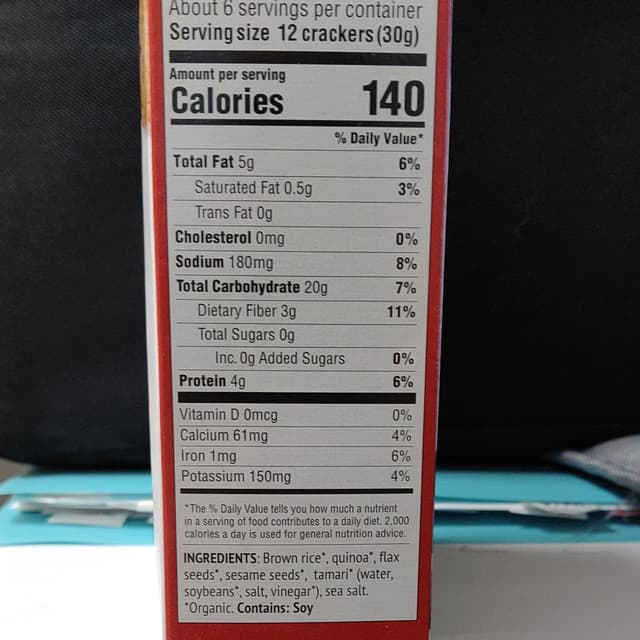 About 6 servings per container
Serving size 12 crackers (30g)
Amount per serving
Calories 140
% Daily Value*
Total Fat 5g 6%
Saturated Fat 0.5g 3%
Trans Fat 0g
Cholesterol 0mg 0%
Sodium 180mg 8%
Total Carbohydrate 20g 7%
Dietary Fiber 3g 11%
Total Sugars 0g
Inc. 0g Added Sugars 0%
Protein 4g 6%
Vitamin D 0mcg 0%
Calcium 61mg 4%
Iron 1mg 6%
Potassium 150mg 4%
*The % Daily Value tells you how much a nutrient
in a serving of food contributes to a daily diet. 2,000
calories a day is used for general nutrition advice.
INGREDIENTS: Brown rice*, quinoa*, flax
seeds*, sesame seeds*, tamari* (water,
soybeans*, salt, vinegar*), sea salt.
*Organic. Contains: Soy